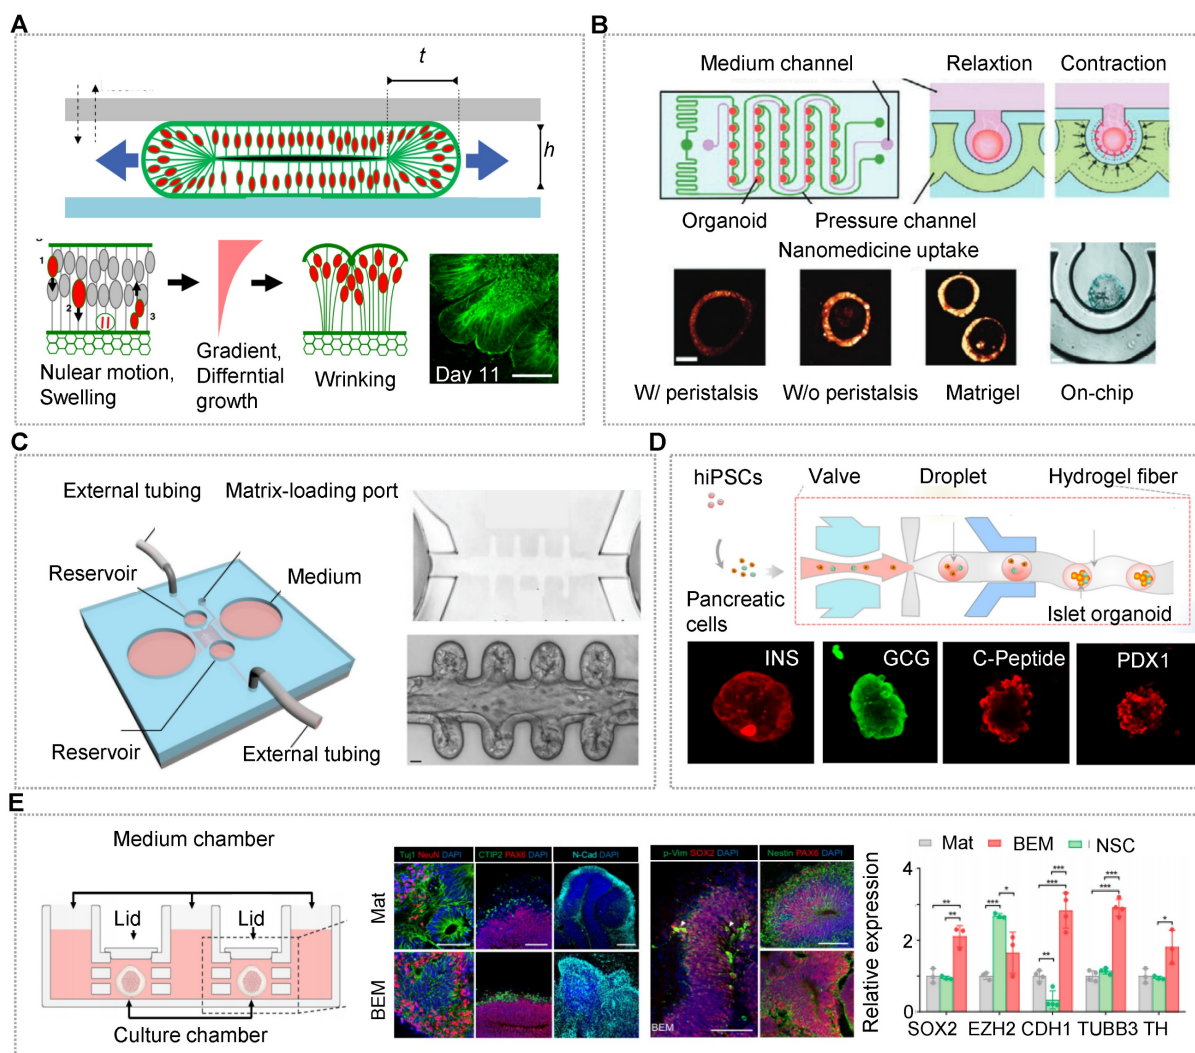 A
t
h
1
2
3
Nulear motion,
Swelling
Gradient,
Differntial
growth
Wrinking
Day 11
B
Medium channel
Relaxtion
Contraction
Organoid
Pressure channel
Nanomedicine uptake
W/ peristalsis
W/o peristalsis
Matrigel
On-chip
C
External tubing
Matrix-loading port
Reservoir
Medium
Reservoir
External tubing
D
hiPSCs
Valve
Droplet
Hydrogel fiber
Pancreatic
cells
Islet organoid
INS
GCG
C-Peptide
PDX1
E
Medium chamber
Lid
Lid
Culture chamber
Tuj1 NeuN DAPI
CTIP2 PAX6 DAPI
N-Cad DAPI
p-Vim SOX2 DAPI
Nestin PAX6 DAPI
Mat
BEM
BEM
Mat
BEM
NSC
Relative expression
4
2
0
** ** *** * ** *** *** *** *** *
SOX2 EZH2 CDH1 TUBB3 TH